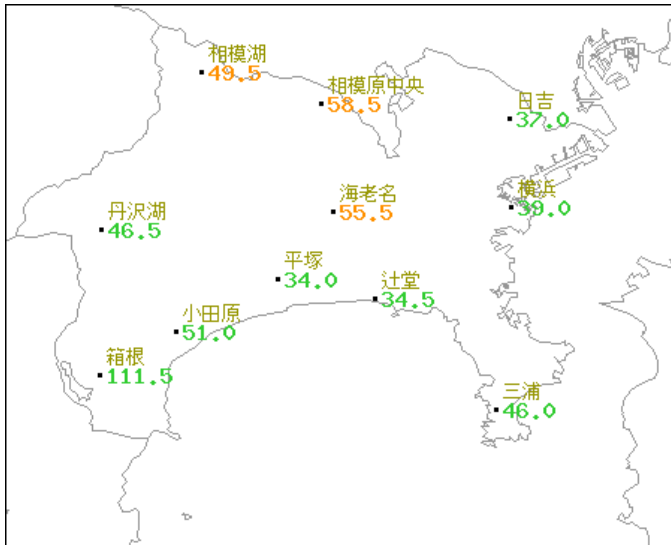 相模湖
49.5
相模原中央
58.5
日吉
37.0
丹沢湖
46.5
海老名
55.5
横浜
39.0
平塚
34.0
辻堂
34.5
小田原
51.0
箱根
111.5
三浦
46.0